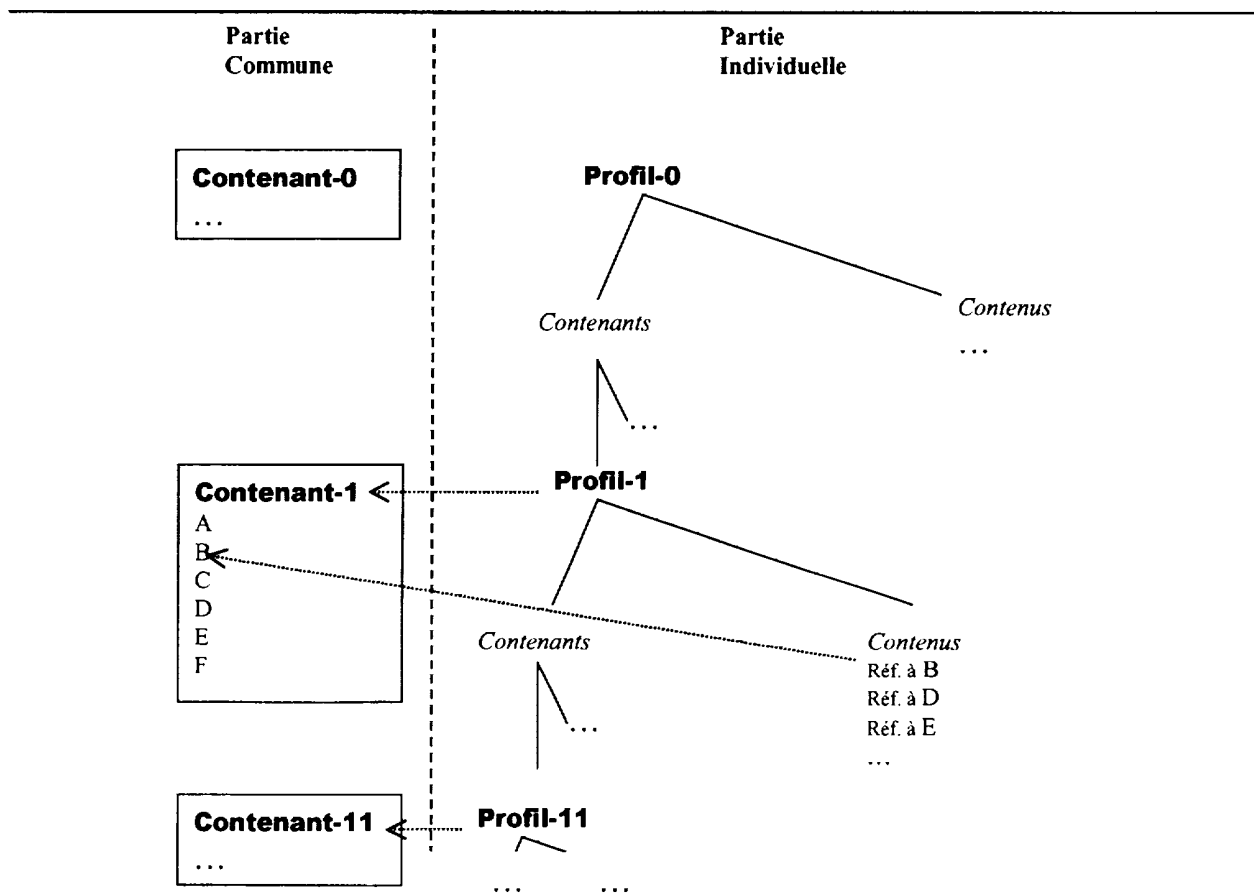 Partie
Commune
Partie
Individuelle
Contenant-0
...
Profil-0
Contenants
Contenus
...
...
Contenant-1
A
B
C
D
E
F
Profil-1
Contenants
Contenus
Réf. à B
Réf. à D
Réf. à E
...
...
Contenant-11
...
Profil-11
...
...